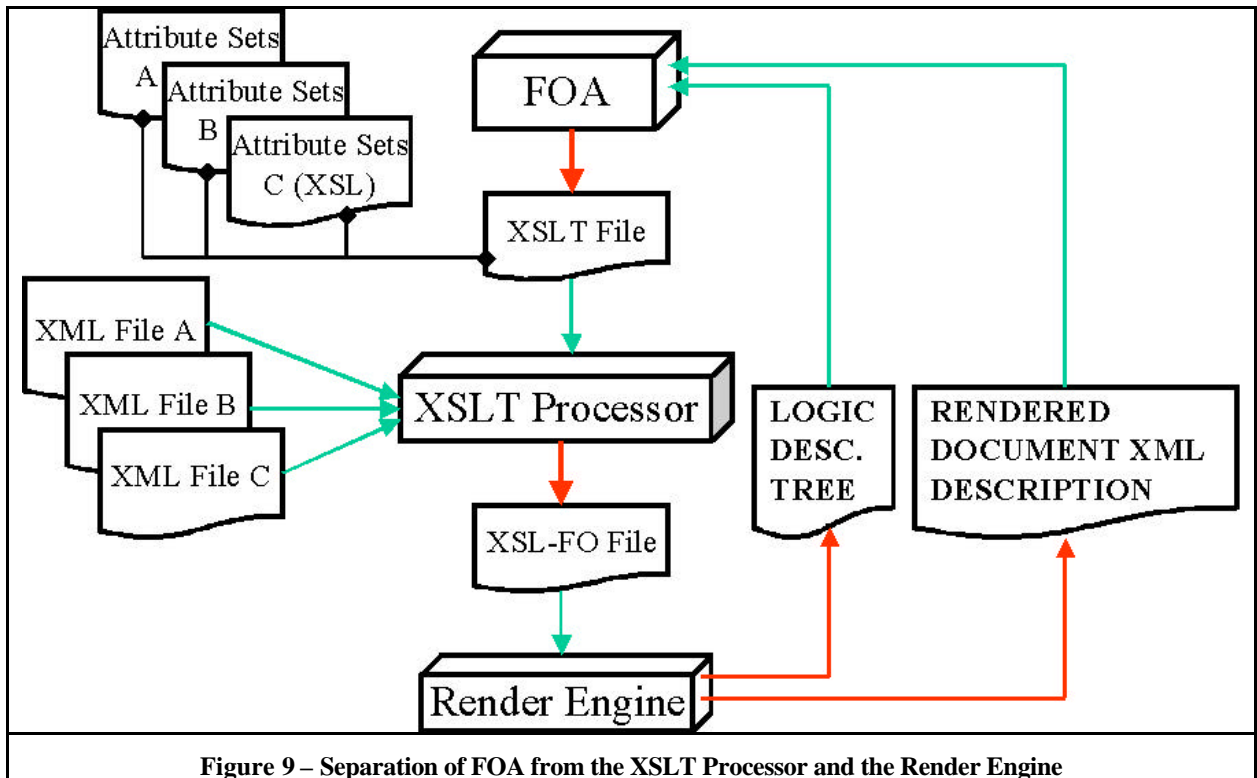 Attribute Sets
A
Attribute Sets
B
Attribute Sets
C (XSL)
FOA
XSLT File
XML File A
XML File B
XML File C
XSLT Processor
LOGIC
DESC.
TREE
RENDERED
DOCUMENT XML
DESCRIPTION
XSL-FO File
Render Engine
Figure 9 – Separation of FOA from the XSLT Processor and the Render Engine